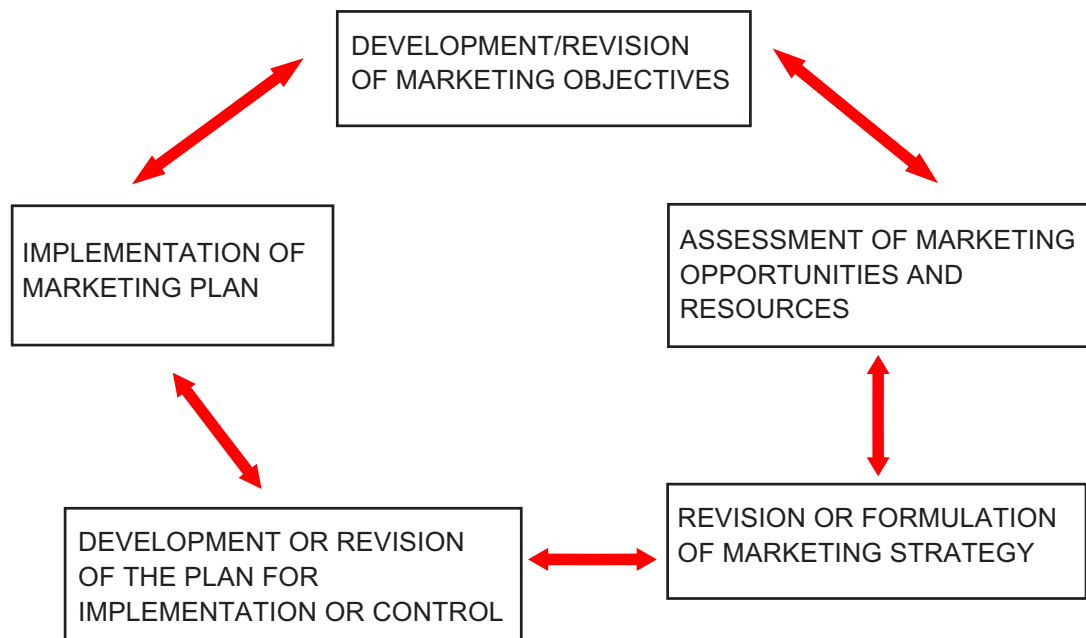 DEVELOPMENT/REVISION
OF MARKETING OBJECTIVES
IMPLEMENTATION OF
MARKETING PLAN
ASSESSMENT OF MARKETING
OPPORTUNITIES AND
RESOURCES
DEVELOPMENT OR REVISION
OF THE PLAN FOR
IMPLEMENTATION OR CONTROL
REVISION OR FORMULATION
OF MARKETING STRATEGY